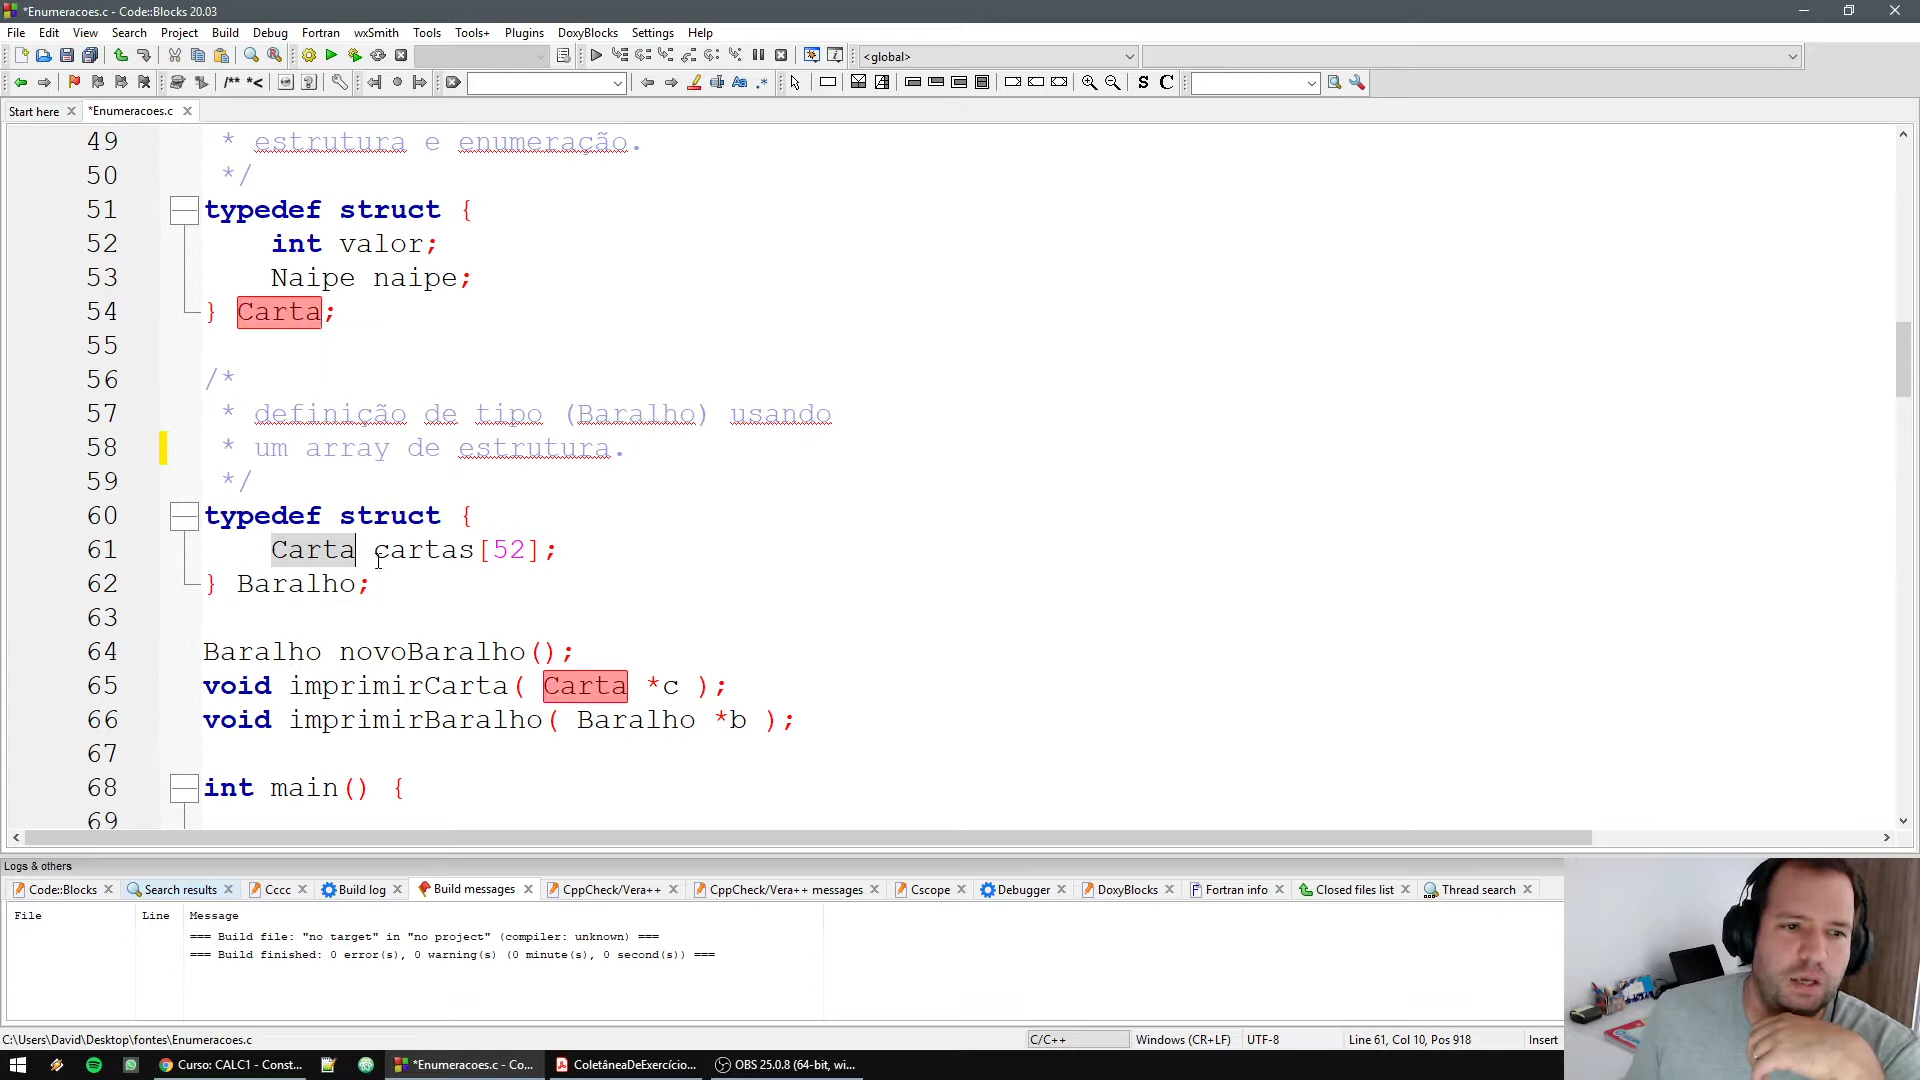 *Enumeracoes.c - Code::Blocks 20.03
File Edit View Search Project Build Debug Fortran wxSmith Tools Tools+ Plugins DoxyBlocks Settings Help
<global>
/** *<
S C
Start here
*Enumeracoes.c
49 * estrutura e enumeração.
50 */
51 typedef struct {
52 int valor;
53 Naipe naipe;
54 } Carta;
55
56 /*
57 * definição de tipo (Baralho) usando
58 * um array de estrutura.
59 */
60 typedef struct {
61 Carta cartas[52];
62 } Baralho;
63
64 Baralho novoBaralho();
65 void imprimirCarta( Carta *c );
66 void imprimirBaralho( Baralho *b );
67
68 int main() {
69
Logs & others
Code::Blocks Search results Cccc Build log Build messages CppCheck/Vera++ CppCheck/Vera++ messages Cscope Debugger DoxyBlocks Fortran info Closed files list Thread search
File Line Message
=== Build file: "no target" in "no project" (compiler: unknown) ===
=== Build finished: 0 error(s), 0 warning(s) (0 minute(s), 0 second(s)) ===
C:\Users\David\Desktop\fontes\Enumeracoes.c C/C++ Windows (CR+LF) UTF-8 Line 61, Col 10, Pos 918 Insert
Curso: CALC1 - Const... *Enumeracoes.c - Co... ColetâneaDeExercício... OBS 25.0.8 (64-bit, wi...